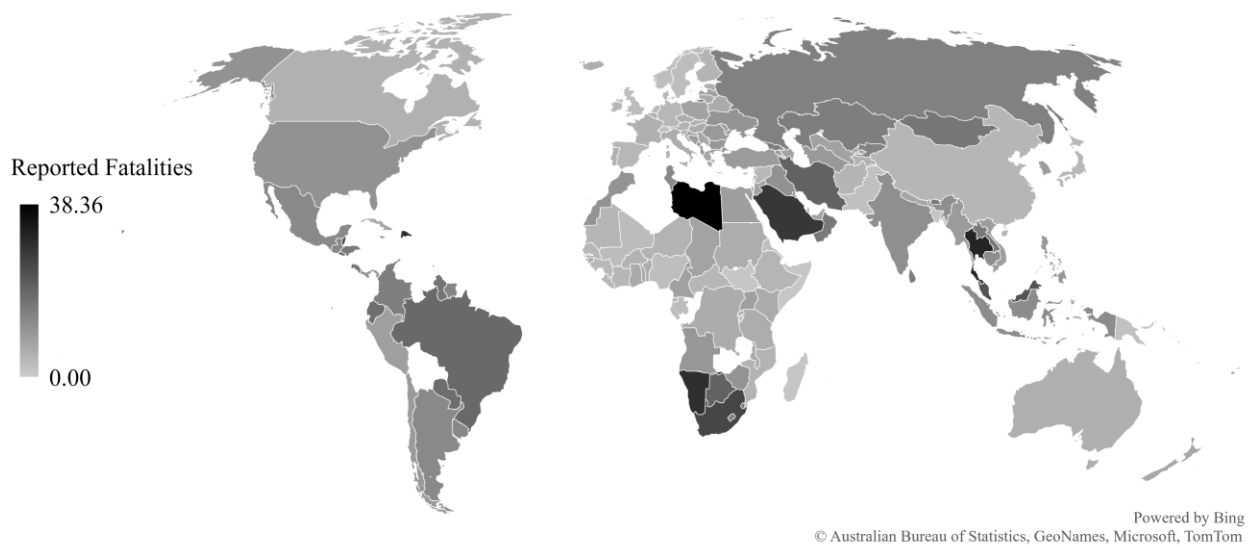 Reported Fatalities
38.36
0.00
Powered by Bing
© Australian Bureau of Statistics, GeoNames, Microsoft, TomTom